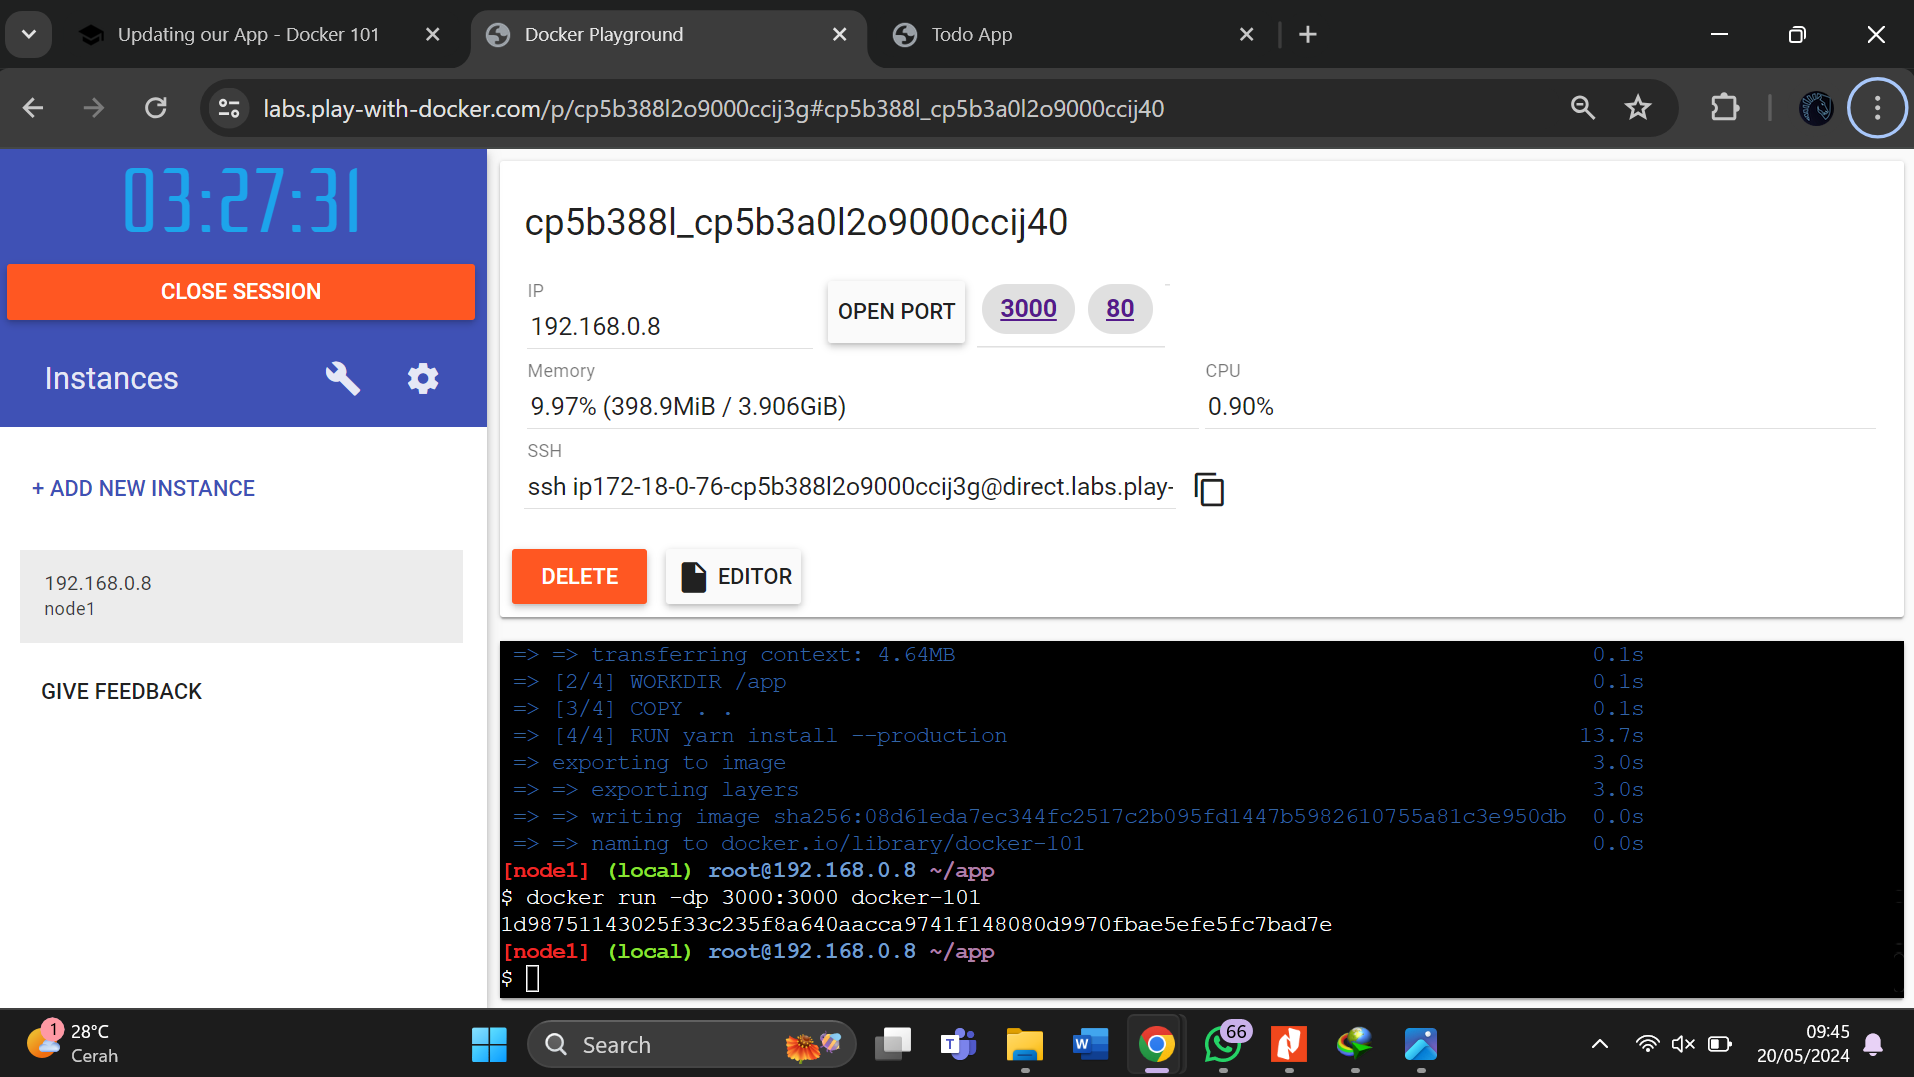 Updating our App - Docker 101
Docker Playground
Todo App
labs.play-with-docker.com/p/cp5b388l2o9000ccij3g#cp5b388l_cp5b3a0l2o9000ccij40
03:27:31
CLOSE SESSION
Instances
+ ADD NEW INSTANCE
192.168.0.8
node1
GIVE FEEDBACK
cp5b388l_cp5b3a0l2o9000ccij40
IP
192.168.0.8
OPEN PORT
3000
80
Memory
9.97% (398.9MiB / 3.906GiB)
CPU
0.90%
SSH
ssh ip172-18-0-76-cp5b388l2o9000ccij3g@direct.labs.play-
DELETE
EDITOR
=> => transferring context: 4.64MB 0.1s
=> [2/4] WORKDIR /app 0.1s
=> [3/4] COPY . . 0.1s
=> [4/4] RUN yarn install --production 13.7s
=> exporting to image 3.0s
=> => exporting layers 3.0s
=> => writing image sha256:08d61eda7ec344fc2517c2b095fd1447b5982610755a81c3e950db 0.0s
=> => naming to docker.io/library/docker-101 0.0s
[node1] (local) root@192.168.0.8 ~/app
$ docker run -dp 3000:3000 docker-101
1d98751143025f33c235f8a640aacca9741f148080d9970fbae5efe5fc7bad7e
[node1] (local) root@192.168.0.8 ~/app
$
1
28°C
Cerah
Search
T
W
66
09:45
20/05/2024